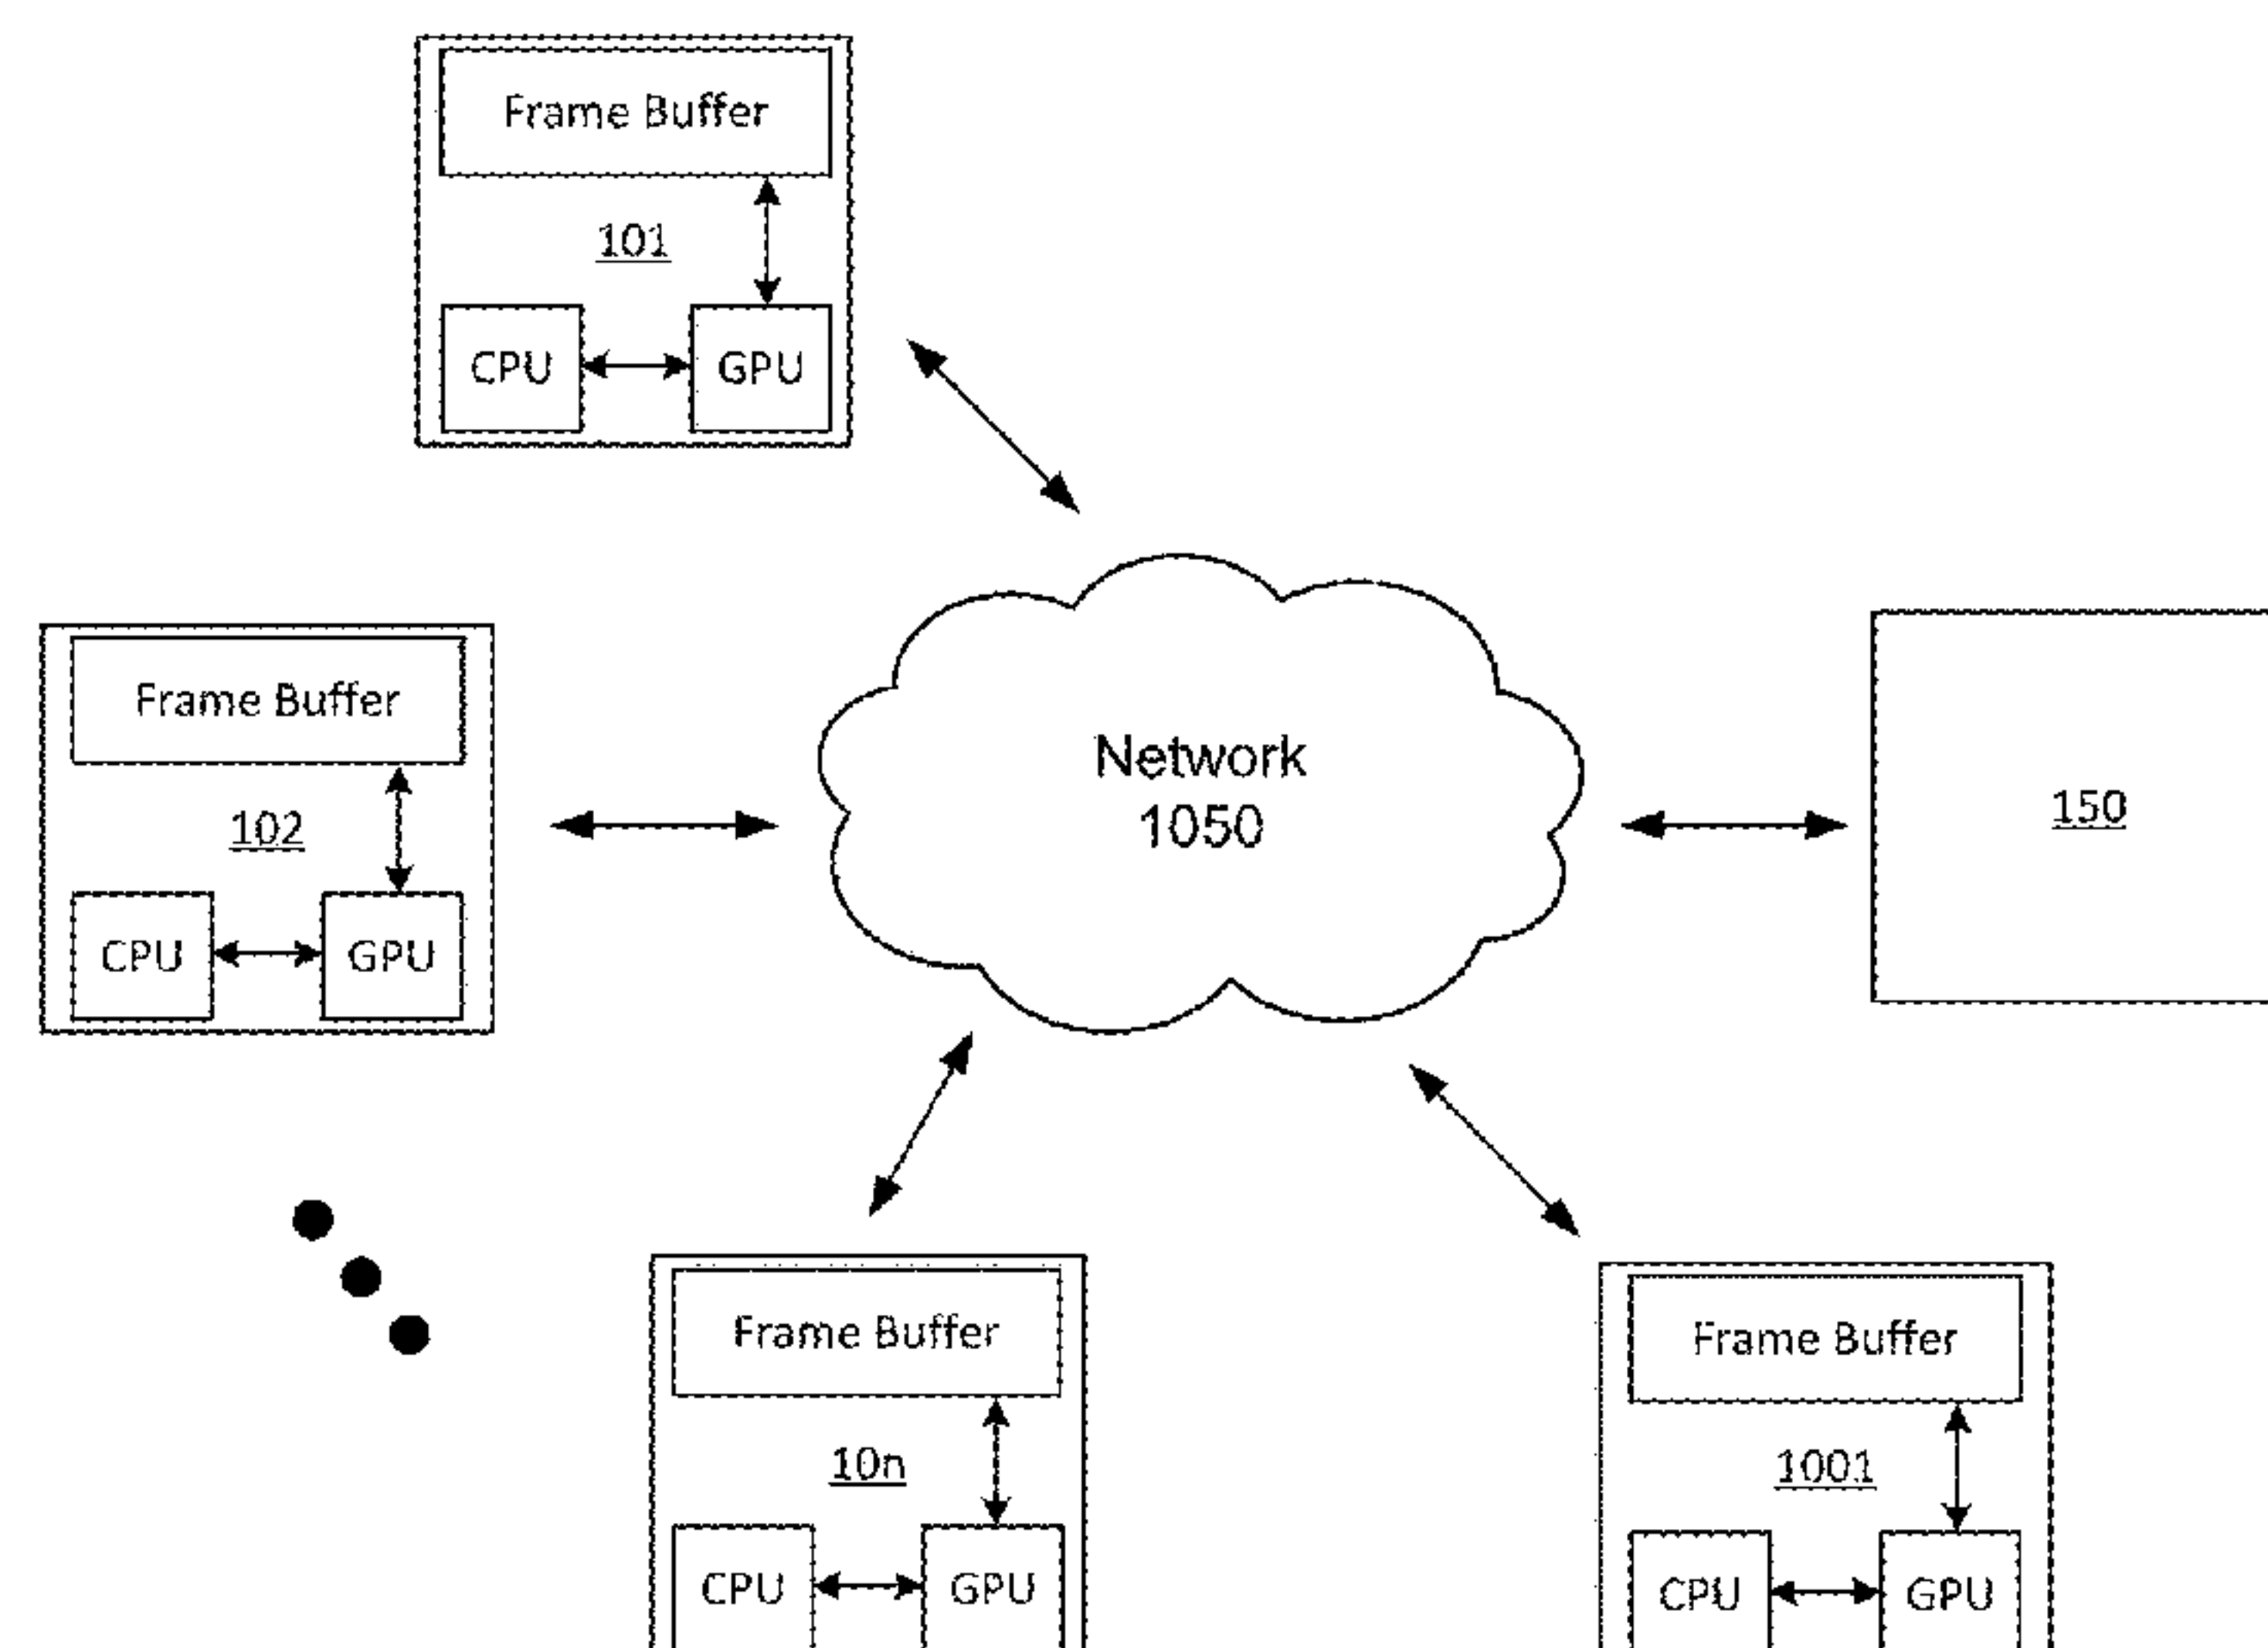 Frame Buffer
101
CPU
GPU
Frame Buffer
102
CPU
GPU
Network
1050
150
Frame Buffer
10n
CPU
GPU
Frame Buffer
1001
CPU
GPU